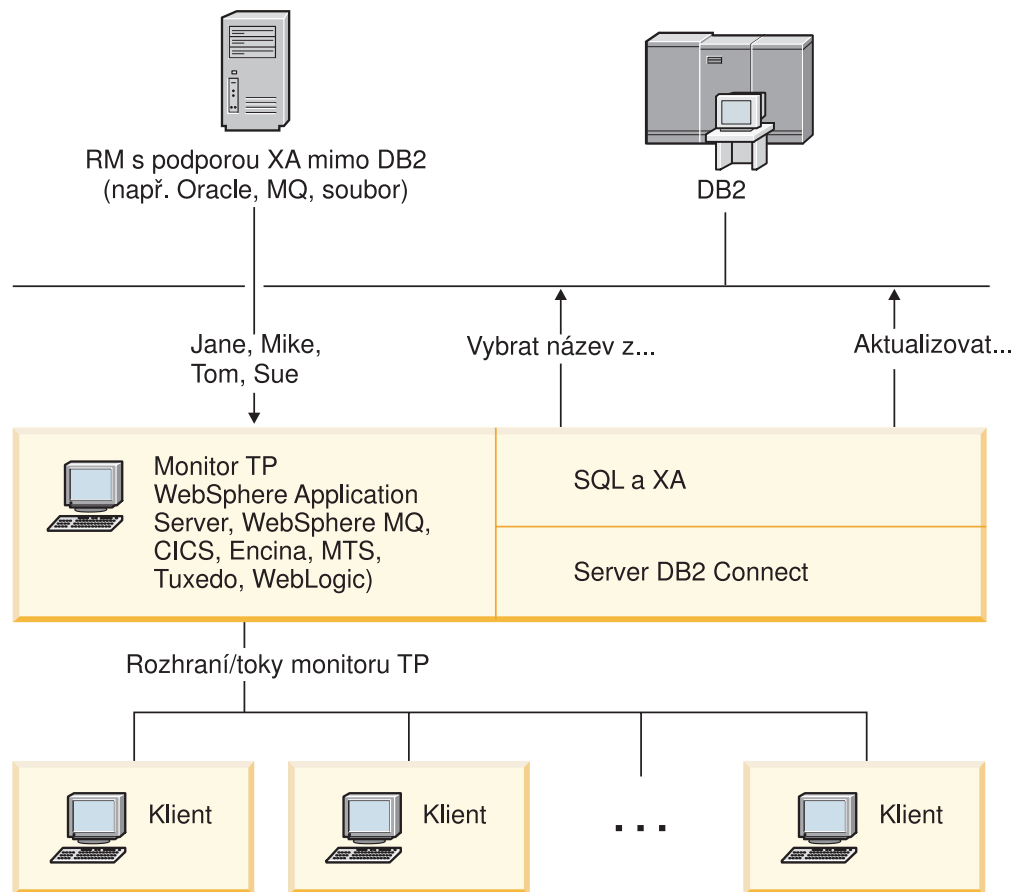 RM s podporou XA mimo DB2
(např. Oracle, MQ, soubor)
DB2
Jane, Mike,
Tom, Sue
Vybrat název z...
Aktualizovat...
Monitor TP
WebSphere Application
Server, WebSphere MQ,
CICS, Encina, MTS,
Tuxedo, WebLogic)
SQL a XA
Server DB2 Connect
Rozhraní/toky monitoru TP
Klient
Klient
...
Klient